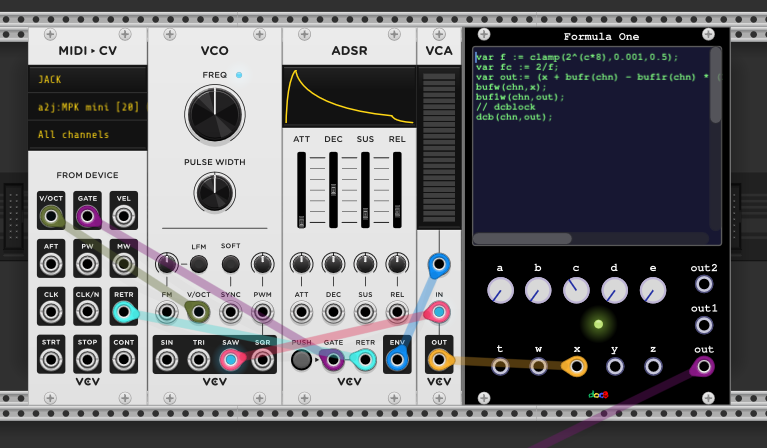 MIDI ▸ CV
JACK
a2j:MPK mini [20]
All channels
FROM DEVICE
V/OCT GATE VEL
AFT PW MW
CLK CLK/N RETR
STRT STOP CONT
VCV
VCO
FREQ
PULSE WIDTH
LFM SOFT
FM V/OCT SYNC PWM
SIN TRI SAW SQR
VCV
ADSR
ATT DEC SUS REL
ATT DEC SUS REL
PUSH GATE RETR ENV
VCV
VCA
IN
OUT
VCV
Formula One
var f := clamp(2^(c*8),0.001,0.5);
var fc := 2/f;
var out:= (x + bufr(chn) - buf1r(chn) * (
bufw(chn,x);
buf1w(chn,out);
// dcblock
dcb(chn,out);
a b c d e out2
out1
t w x y z out
docB